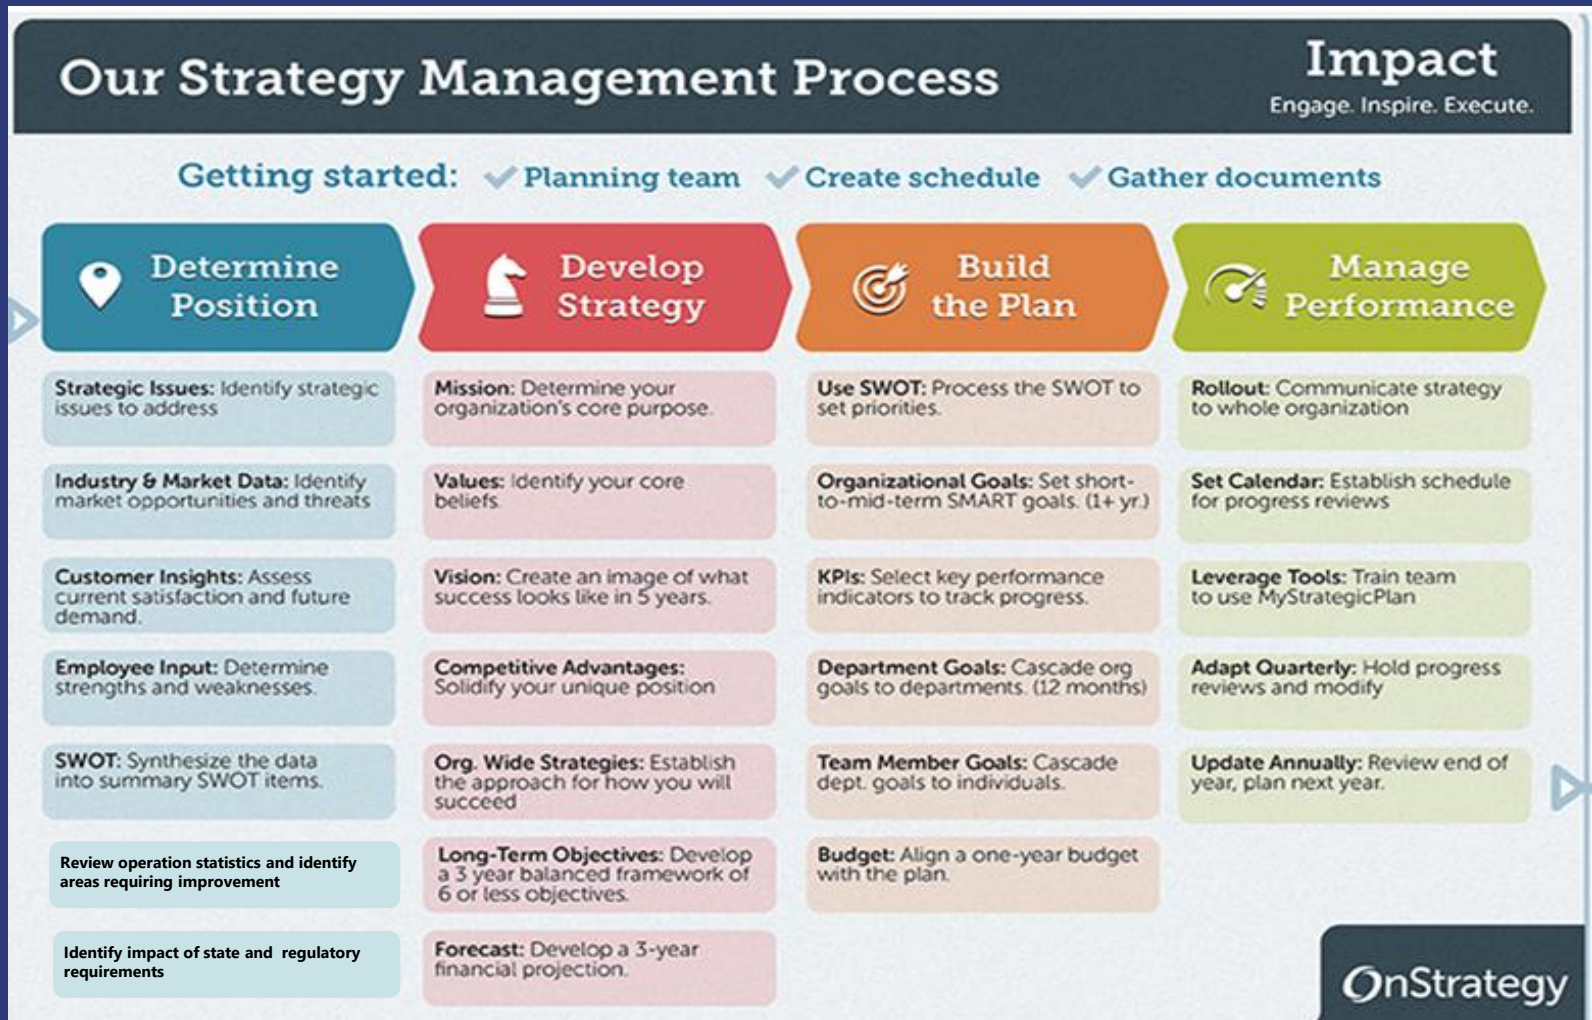 Our Strategy Management Process
Impact
Engage. Inspire. Execute.
Getting started: Planning team Create schedule Gather documents
Determine
Position
Strategic Issues: Identify strategic
issues to address
Industry & Market Data: Identify
market opportunities and threats
Customer Insights: Assess
current satisfaction and future
demand.
Employee Input: Determine
strengths and weaknesses.
SWOT: Synthesize the data
into summary SWOT items.
Review operation statistics and identify
areas requiring improvement
Identify impact of state and regulatory
requirements
Develop
Strategy
Mission: Determine your
organization's core purpose.
Values: Identify your core
beliefs.
Vision: Create an image of what
success looks like in 5 years.
Competitive Advantages:
Solidify your unique position
Org. Wide Strategies: Establish
the approach for how you will
succeed
Long-Term Objectives: Develop
a 3 year balanced framework of
6 or less objectives.
Forecast: Develop a 3-year
financial projection.
Build
the Plan
Use SWOT: Process the SWOT to
set priorities.
Organizational Goals: Set short-
to-mid-term SMART goals. (1+ yr.)
KPIs: Select key performance
indicators to track progress.
Department Goals: Cascade org
goals to departments. (12 months)
Team Member Goals: Cascade
dept. goals to individuals.
Budget: Align a one-year budget
with the plan.
Manage
Performance
Rollout: Communicate strategy
to whole organization
Set Calendar: Establish schedule
for progress reviews
Leverage Tools: Train team
to use MyStrategicPlan
Adapt Quarterly: Hold progress
reviews and modify
Update Annually: Review end of
year, plan next year.
OnStrategy